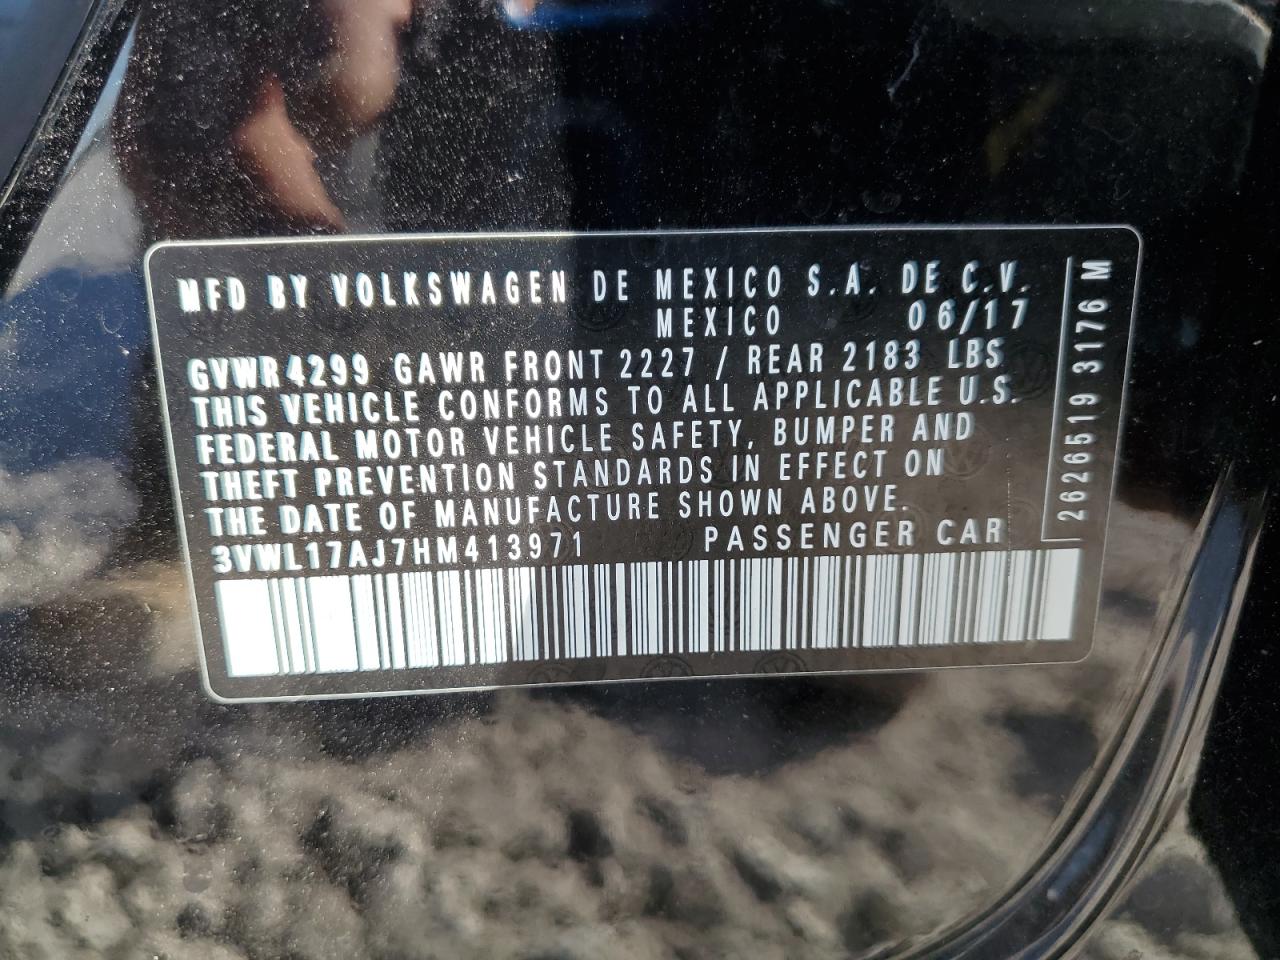 MFD BY VOLKSWAGEN DE MEXICO S.A. DE C.V.
MEXICO 06/17
GVWR 4299 GAWR FRONT 2227 / REAR 2183 LBS
THIS VEHICLE CONFORMS TO ALL APPLICABLE U.S.
FEDERAL MOTOR VEHICLE SAFETY, BUMPER AND
THEFT PREVENTION STANDARDS IN EFFECT ON
THE DATE OF MANUFACTURE SHOWN ABOVE.
3VWL17AJ7HM413971 PASSENGER CAR
2626519 3176 M